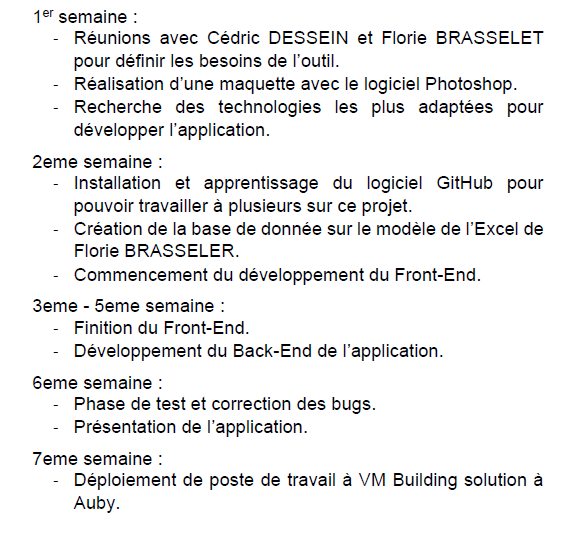 1er semaine :
- Réunions avec Cédric DESSEIN et Florie BRASSELET
pour définir les besoins de l'outil.
- Réalisation d'une maquette avec le logiciel Photoshop.
- Recherche des technologies les plus adaptées pour
développer l'application.
2eme semaine :
- Installation et apprentissage du logiciel GitHub pour
pouvoir travailler à plusieurs sur ce projet.
- Création de la base de donnée sur le modèle de l'Excel de
Florie BRASSELER.
- Commencement du développement du Front-End.
3eme - 5eme semaine :
- Finition du Front-End.
- Développement du Back-End de l'application.
6eme semaine :
- Phase de test et correction des bugs.
- Présentation de l'application.
7eme semaine :
- Déploiement de poste de travail à VM Building solution à
Auby.